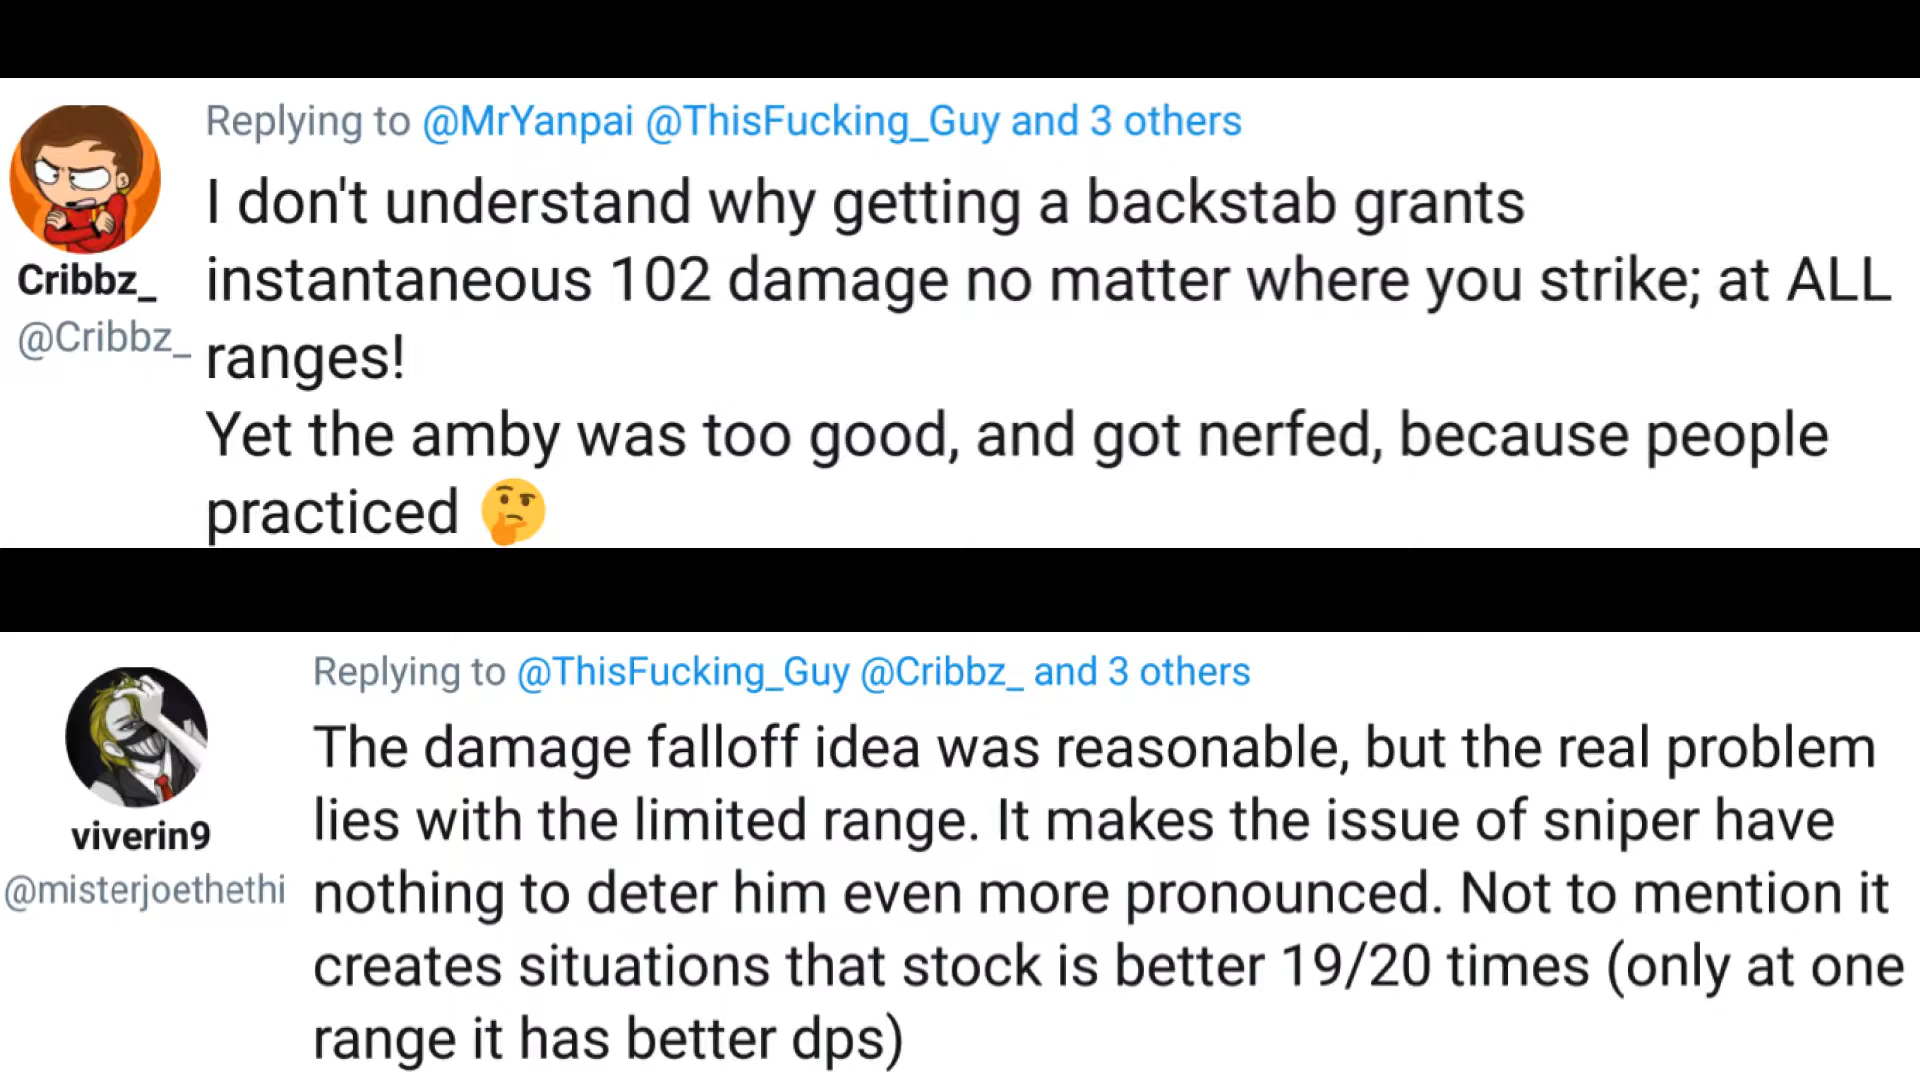 Replying to @MrYanpai @ThisFucking_Guy and 3 others
I don't understand why getting a backstab grants
instantaneous 102 damage no matter where you strike; at ALL
ranges!
Yet the amby was too good, and got nerfed, because people
practiced 🤔
Cribbz_
@Cribbz_
Replying to @ThisFucking_Guy @Cribbz_ and 3 others
The damage falloff idea was reasonable, but the real problem
lies with the limited range. It makes the issue of sniper have
nothing to deter him even more pronounced. Not to mention it
creates situations that stock is better 19/20 times (only at one
range it has better dps)
viverin9
@misterjoethethi